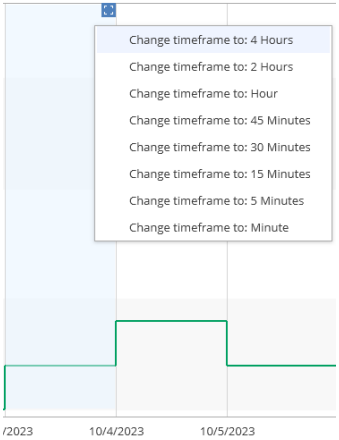 Change timeframe to: 4 Hours
Change timeframe to: 2 Hours
Change timeframe to: Hour
Change timeframe to: 45 Minutes
Change timeframe to: 30 Minutes
Change timeframe to: 15 Minutes
Change timeframe to: 5 Minutes
Change timeframe to: Minute
/2023 10/4/2023 10/5/2023